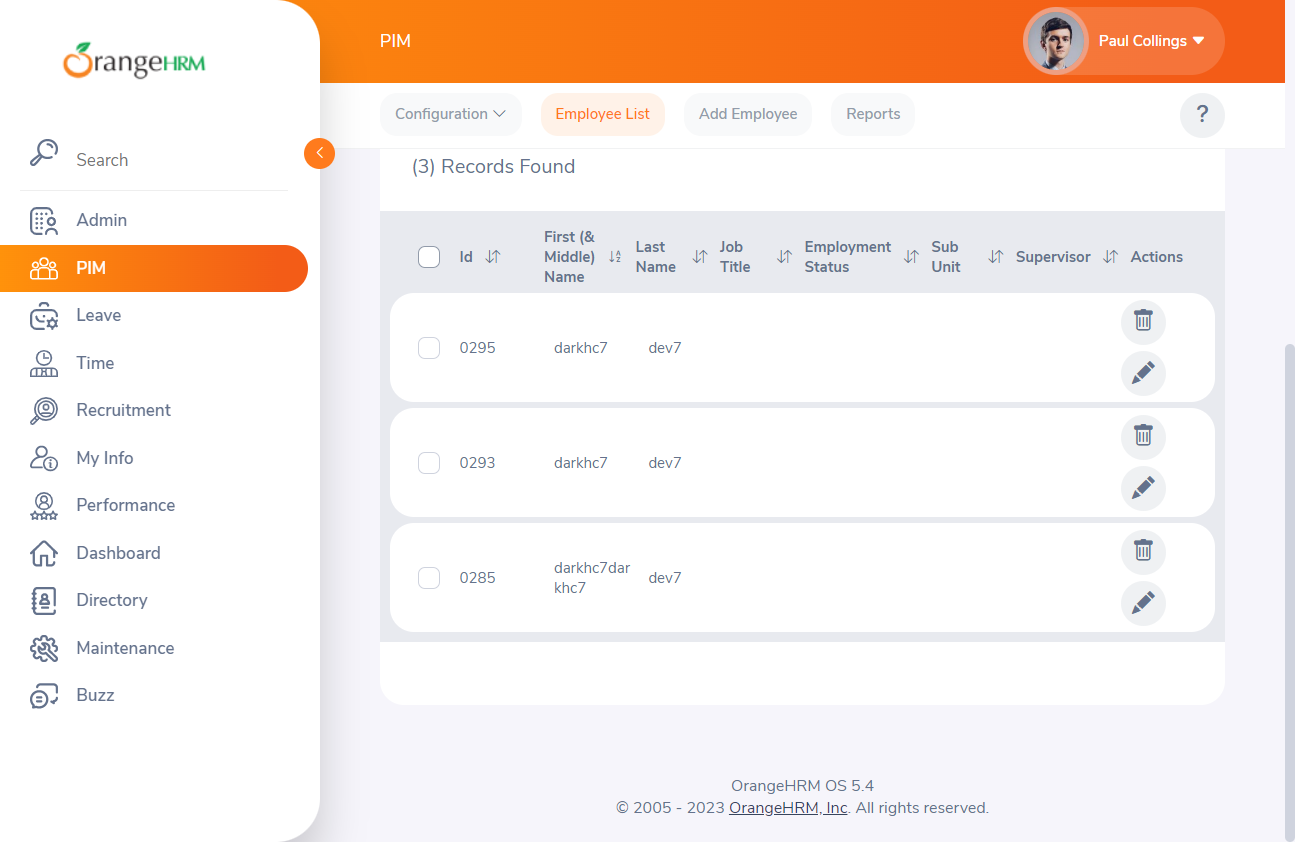 OrangeHRM
PIM
Paul Collings
Configuration
Employee List
Add Employee
Reports
?
Search
Admin
PIM
Leave
Time
Recruitment
My Info
Performance
Dashboard
Directory
Maintenance
Buzz
(3) Records Found
Id
First (&
Middle)
Name
Last
Name
Job
Title
Employment
Status
Sub
Unit
Supervisor
Actions
0295 darkhc7 dev7
0293 darkhc7 dev7
0285 darkhc7dar dev7
khc7
OrangeHRM OS 5.4
© 2005 - 2023 OrangeHRM, Inc. All rights reserved.